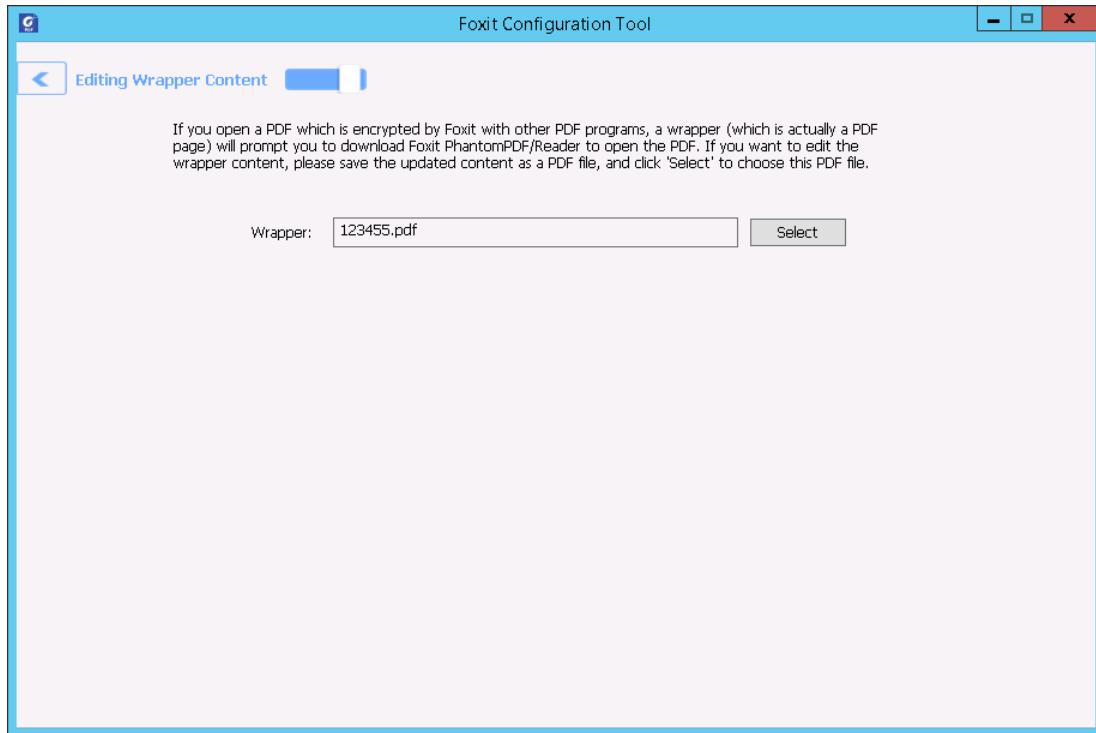 Foxit Configuration Tool
Editing Wrapper Content
If you open a PDF which is encrypted by Foxit with other PDF programs, a wrapper (which is actually a PDF
page) will prompt you to download Foxit PhantomPDF/Reader to open the PDF. If you want to edit the
wrapper content, please save the updated content as a PDF file, and click 'Select' to choose this PDF file.
Wrapper: 123455.pdf Select